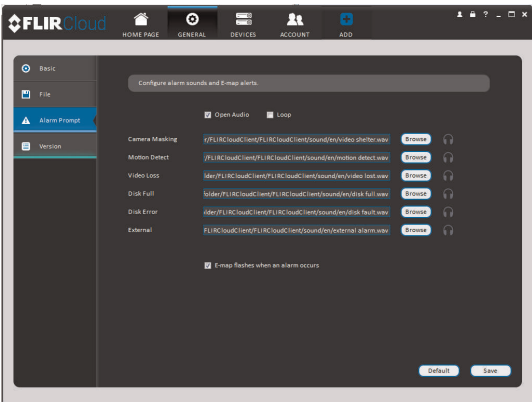 FLIR Cloud
HOME PAGE GENERAL DEVICES ACCOUNT ADD
Basic
File
Alarm Prompt
Version
Configure alarm sounds and E-map alerts.
Open Audio Loop
Camera Masking r/FLIRCloudClient/FLIRCloudClient/sound/en/video shelter.wav Browse
Motion Detect /FLIRCloudClient/FLIRCloudClient/sound/en/motion detect.wav Browse
Video Loss lder/FLIRCloudClient/FLIRCloudClient/sound/en/video lost.wav Browse
Disk Full folder/FLIRCloudClient/FLIRCloudClient/sound/en/disk full.wav Browse
Disk Error lder/FLIRCloudClient/FLIRCloudClient/sound/en/disk fault.wav Browse
External FLIRCloudClient/FLIRCloudClient/sound/en/external alarm.wav Browse
E-map flashes when an alarm occurs
Default Save